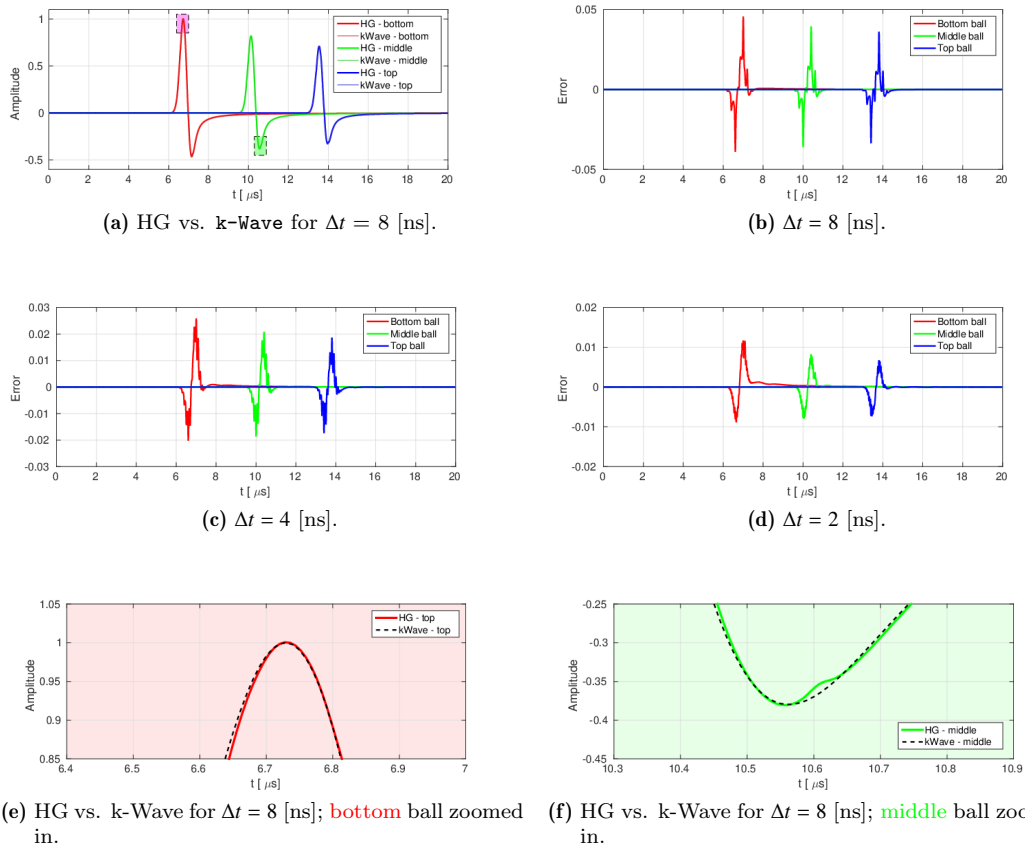 HG - bottom
kWave - bottom
HG - middle
kWave - middle
HG - top
kWave - top
Amplitude
1
0.5
0
-0.5
0 2 4 6 8 10 12 14 16 18 20
t [ μs]
(a) HG vs. k-Wave for Δt = 8 [ns].
Bottom ball
Middle ball
Top ball
Error
0.05
0
-0.05
0 2 4 6 8 10 12 14 16 18 20
t [ μs]
(b) Δt = 8 [ns].
Bottom ball
Middle ball
Top ball
Error
0.03
0.02
0.01
0
-0.01
-0.02
-0.03
0 2 4 6 8 10 12 14 16 18 20
t [ μs]
(c) Δt = 4 [ns].
Bottom ball
Middle ball
Top ball
Error
0.02
0.01
0
-0.01
-0.02
0 2 4 6 8 10 12 14 16 18 20
t [ μs]
(d) Δt = 2 [ns].
HG - top
kWave - top
Amplitude
1.05
1
0.95
0.9
0.85
6.4 6.5 6.6 6.7 6.8 6.9 7
t [ μs]
(e) HG vs. k-Wave for Δt = 8 [ns]; bottom ball zoomed
in.
HG - middle
kWave - middle
Amplitude
-0.25
-0.3
-0.35
-0.4
-0.45
10.3 10.4 10.5 10.6 10.7 10.8 10.9
t [ μs]
(f) HG vs. k-Wave for Δt = 8 [ns]; middle ball zoo
in.